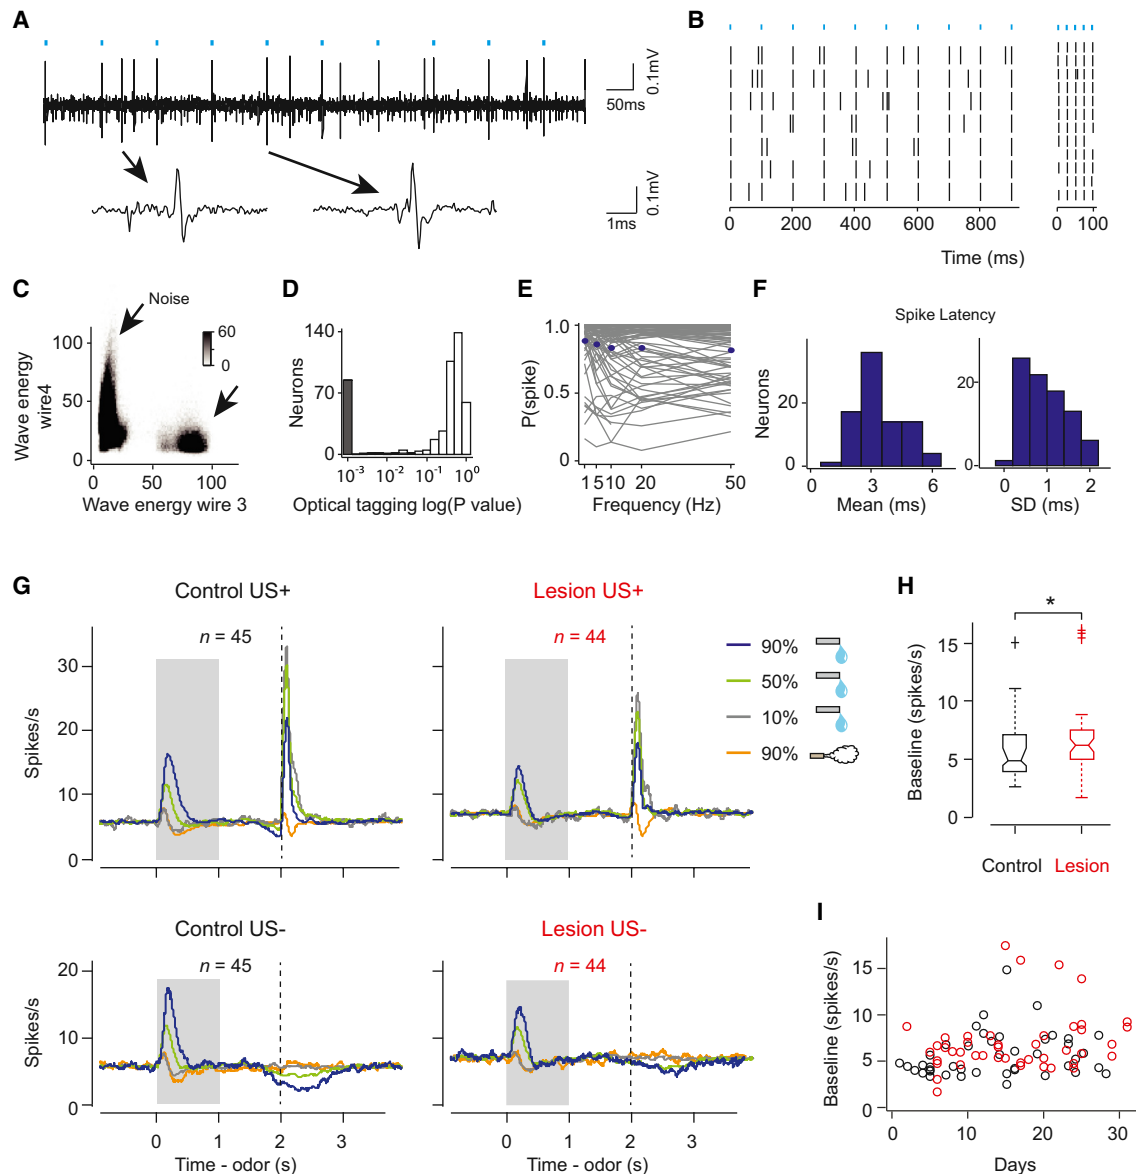 A
0.1mV
50ms
0.1mV
1ms
B
0 200 400 600 800 0 50 100
Time (ms)
C
Noise
60
0
100
50
0
0 50 100
Wave energy wire4
Wave energy wire 3
D
140
70
0
Neurons
10-3 10-2 10-1 100
Optical tagging log(P value)
E
1.0
0.5
0
P(spike)
1 5 10 20 50
Frequency (Hz)
F
Spike Latency
Neurons
20
0
0 3 6
Mean (ms)
20
0
0 1 2
SD (ms)
G
Control US+
n = 45
30
20
10
0
Spikes/s
Lesion US+
n = 44
90%
50%
10%
90%
Control US-
n = 45
20
10
0
Spikes/s
0 1 2 3
Time - odor (s)
Lesion US-
n = 44
0 1 2 3
Time - odor (s)
H
*
15
10
5
0
Baseline (spikes/s)
Control Lesion
I
15
10
5
0
Baseline (spikes/s)
0 10 20 30
Days